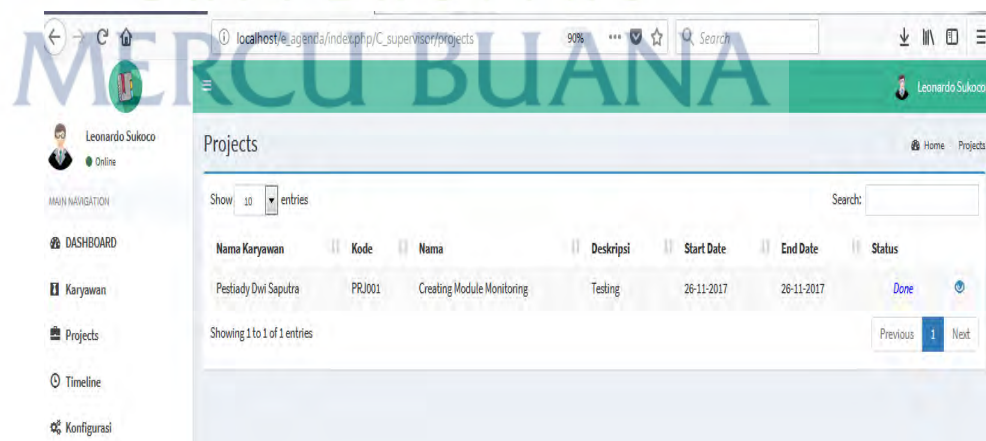 localhost/e_agenda/index.php/C_supervisor/projects 90% Search
MERCU BUANA
Leonardo Sukoco
Leonardo Sukoco
Online
Projects
Home Projects
MAIN NAVIGATION
DASHBOARD
Karyawan
Projects
Timeline
Konfigurasi
Show 10 entries Search:
Nama Karyawan Kode Nama Deskripsi Start Date End Date Status
Pestiady Dwi Saputra PRJ001 Creating Module Monitoring Testing 26-11-2017 26-11-2017 Done
Showing 1 to 1 of 1 entries Previous 1 Next